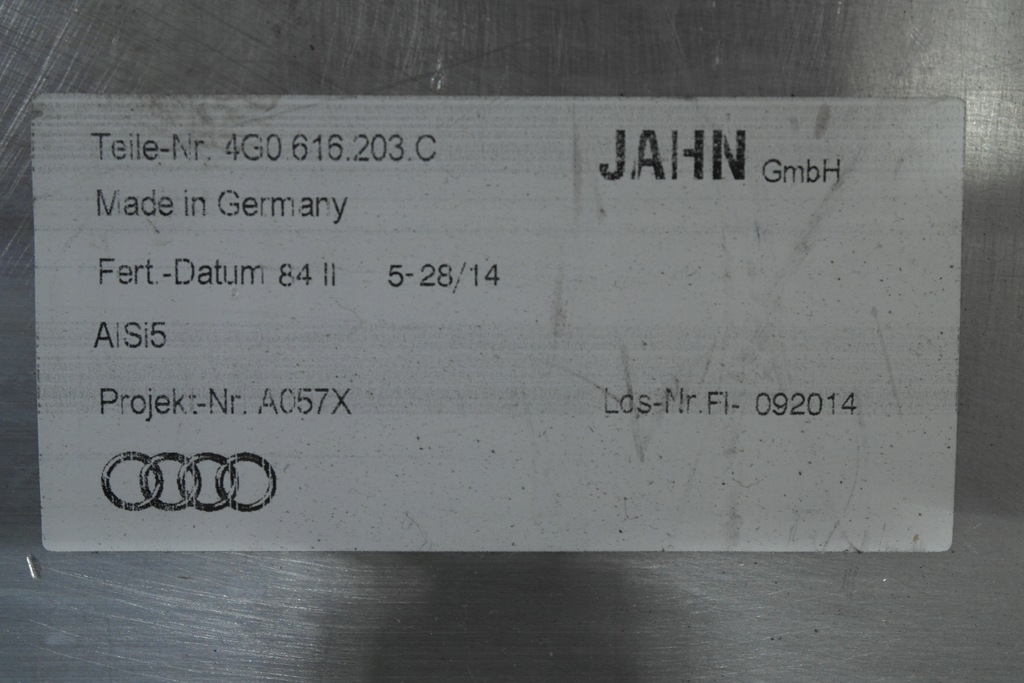 Teile-Nr. 4G0.616.203.C
JAHN GmbH
Made in Germany
Fert.-Datum 84 II 5-28/14
AlSi5
Projekt-Nr. A057X
Los-Nr.FI- 092014